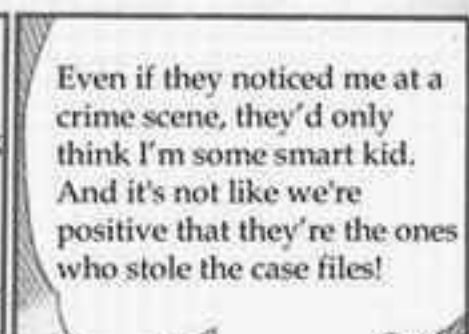 Even if they noticed me at a
crime scene, they'd only
think I'm some smart kid.
And it's not like we're
positive that they're the ones
who stole the case files!